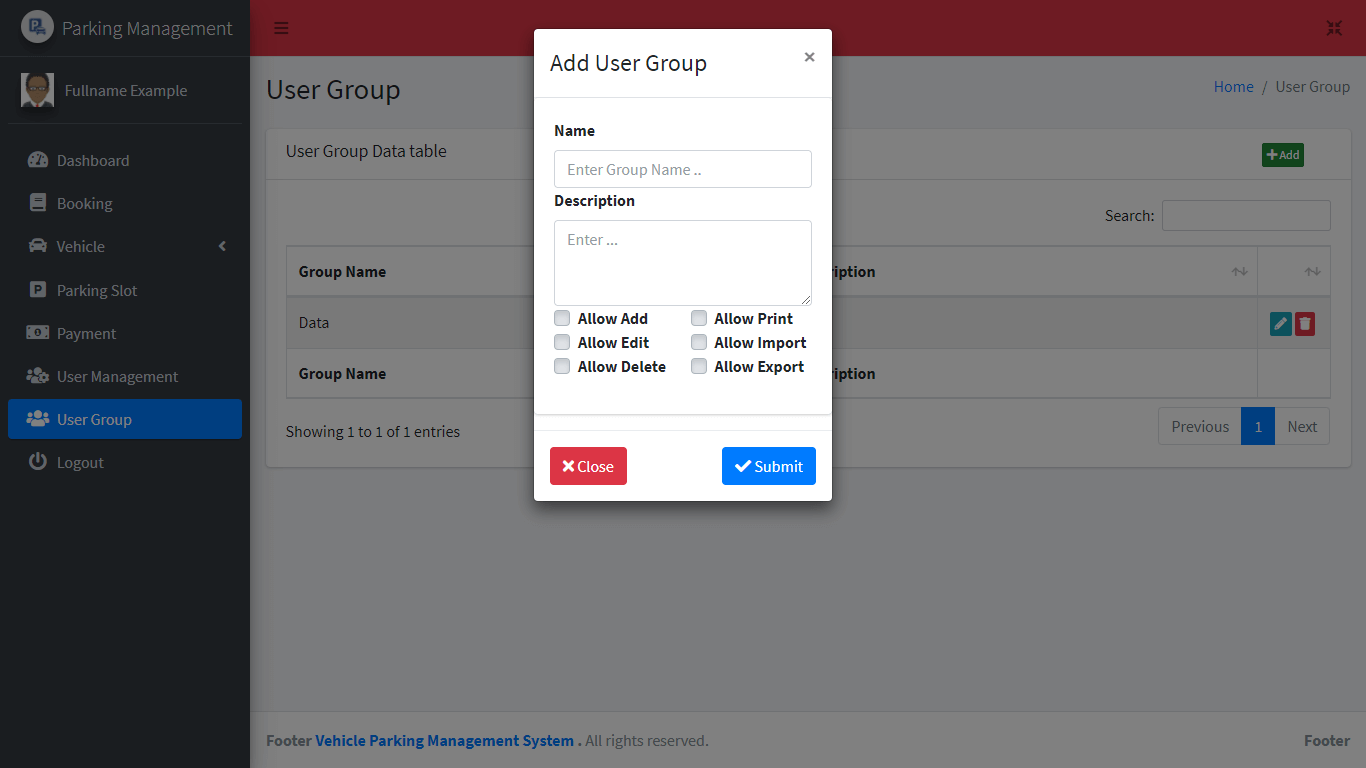 Parking Management
Fullname Example
Dashboard
Booking
Vehicle
Parking Slot
Payment
User Management
User Group
Logout
User Group
Home / User Group
User Group Data table
Add
Search:
Group Name
Data
Group Name
Showing 1 to 1 of 1 entries
Previous 1 Next
Add User Group ×
Name
Enter Group Name ..
Description
Enter ...
Allow Add Allow Print
Allow Edit Allow Import
Allow Delete Allow Export
Close Submit
Footer Vehicle Parking Management System . All rights reserved.
Footer